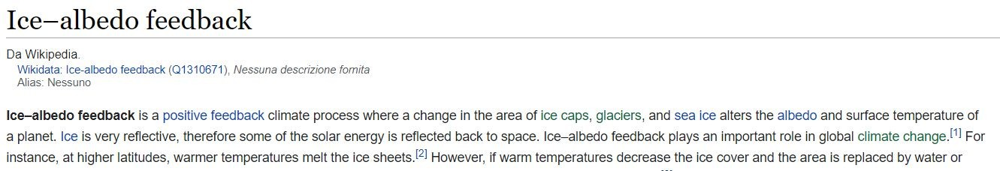 Ice–albedo feedback
Da Wikipedia.
Wikidata: Ice-albedo feedback (Q1310671), Nessuna descrizione fornita
Alias: Nessuno
Ice–albedo feedback is a positive feedback climate process where a change in the area of ice caps, glaciers, and sea ice alters the albedo and surface temperature of
a planet. Ice is very reflective, therefore some of the solar energy is reflected back to space. Ice–albedo feedback plays an important role in global climate change.[1] For
instance, at higher latitudes, warmer temperatures melt the ice sheets.[2] However, if warm temperatures decrease the ice cover and the area is replaced by water or